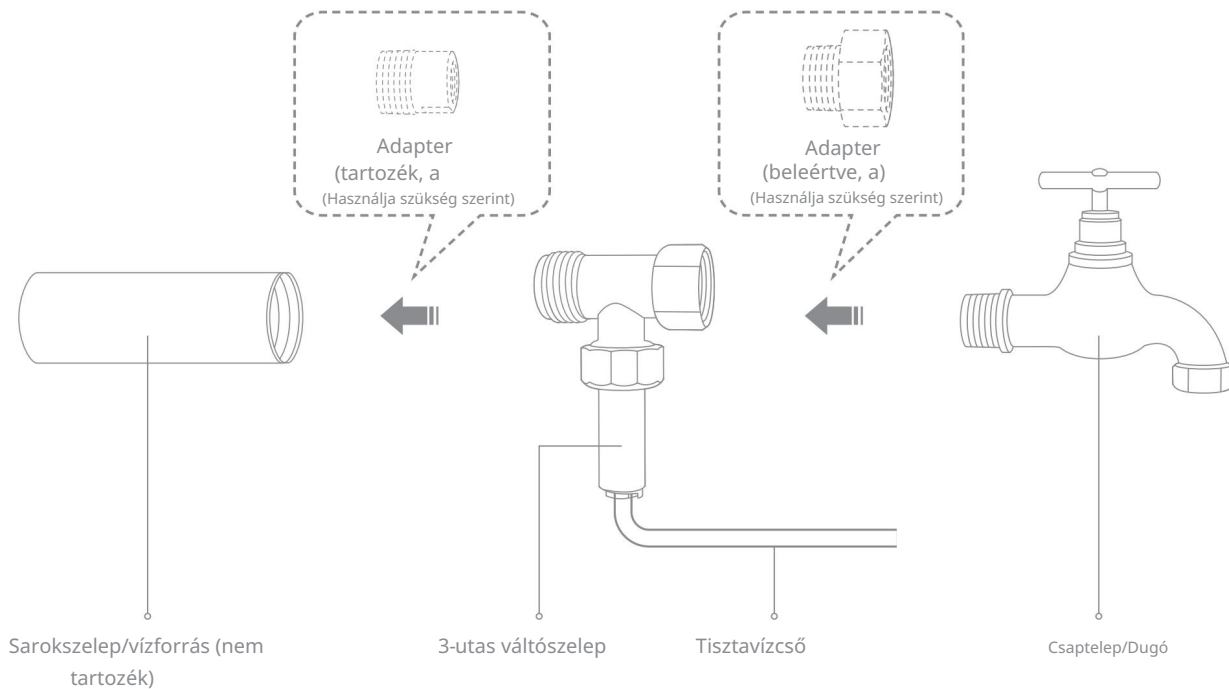 Adapter
(tartozék, a
(Használja szükség szerint)
Adapter
(beleértve, a)
(Használja szükség szerint)
Sarokszelep/vízforrás (nem
tartozék)
3-utas váltószelep
Tisztavízcső
Csaptelep/Dugó